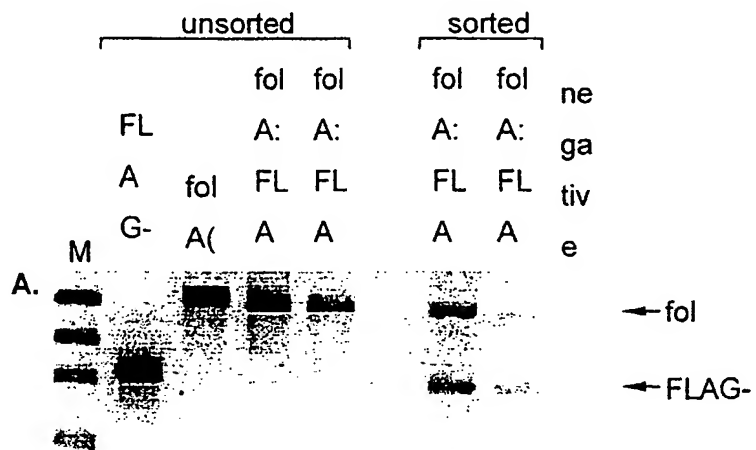 unsorted sorted
fol fol fol fol ne
FL A: A: A: A: ga
A fol FL FL FL FL tiv
M G- A( A A A A e
A.
fol
FLAG-